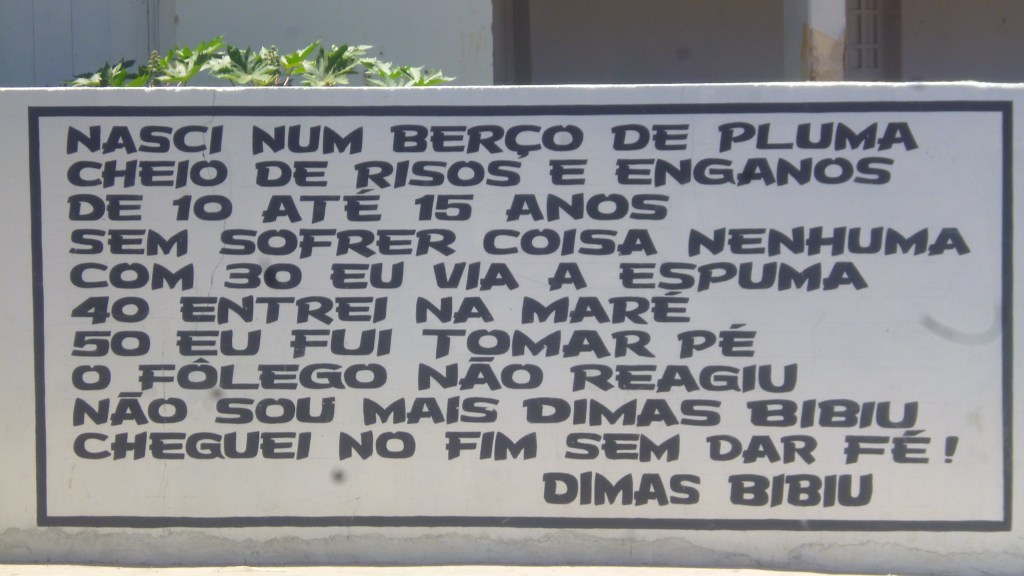 NASCI NUM BERÇO DE PLUMA
CHEIO DE RISOS E ENGANOS
DE 10 ATÉ 15 ANOS
SEM SOFRER COISA NENHUMA
COM 30 EU VIA A ESPUMA
40 ENTREI NA MARÉ
50 EU FUI TOMAR PÉ
O FÔLEGO NÃO REAGIU
NÃO SOU MAIS DIMAS BIBIU
CHEGUEI NO FIM SEM DAR FÉ!
DIMAS BIBIU